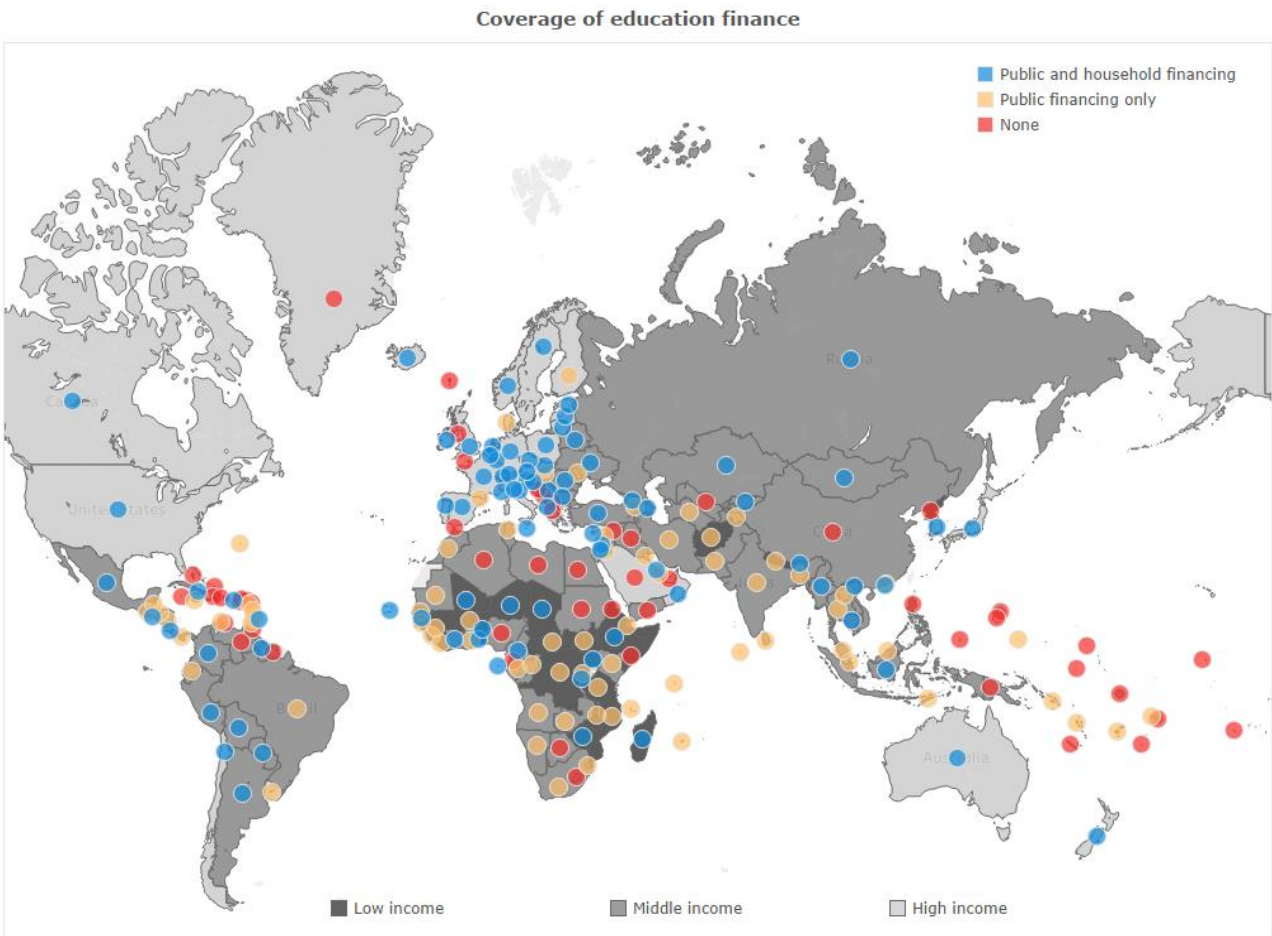 Coverage of education finance
Public and household financing
Public financing only
None
Russia
Canada
United States
China
Brazil
Australia
Low income
Middle income
High income